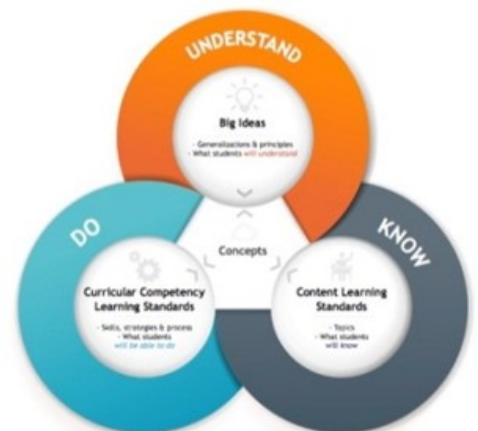 UNDERSTAND
Big Ideas
- Generalizations & principles
- What students will understand
DO
KNOW
Concepts
Curricular Competency
Learning Standards
- Skills, strategies & process
- What students
will be able to do
Content Learning
Standards
- Topics
- What students
will know